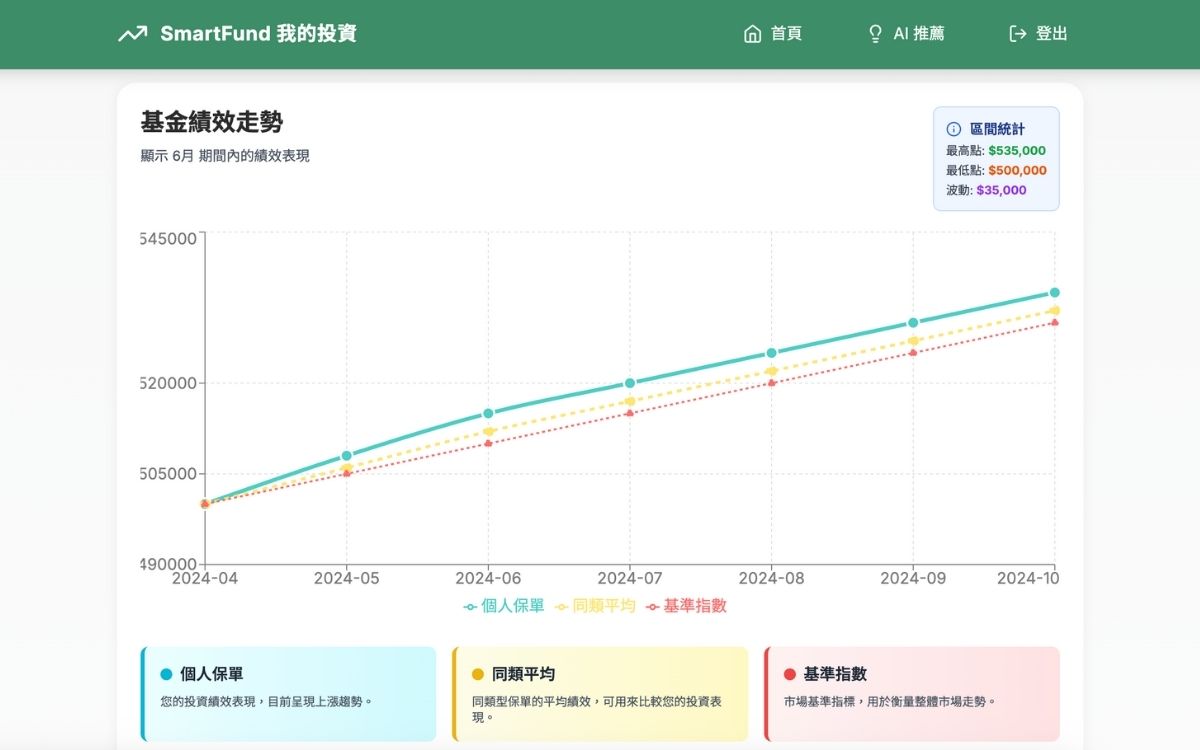 SmartFund 我的投資
首頁
AI 推薦
登出
基金績效走勢
顯示 6月 期間內的績效表現
區間統計
最高點: $535,000
最低點: $500,000
波動: $35,000
545000
520000
505000
490000
2024-04 2024-05 2024-06 2024-07 2024-08 2024-09 2024-10
個人保單 同類平均 基準指數
個人保單
您的投資績效表現，目前呈現上漲趨勢。
同類平均
同類型保單的平均績效，可用來比較您的投資表
現。
基準指數
市場基準指標，用於衡量整體市場走勢。